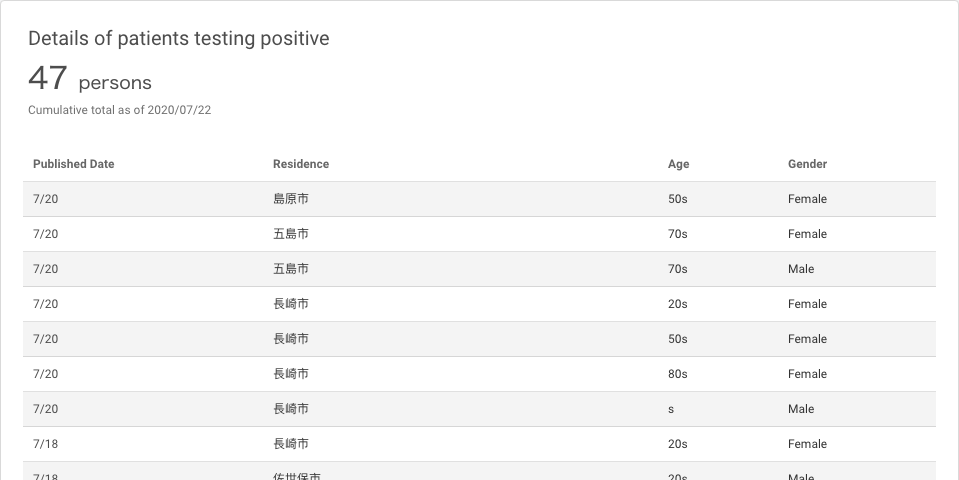 Details of patients testing positive
47 persons
Cumulative total as of 2020/07/22
Published Date Residence Age Gender
7/20 島原市 50s Female
7/20 五島市 70s Female
7/20 五島市 70s Male
7/20 長崎市 20s Female
7/20 長崎市 50s Female
7/20 長崎市 80s Female
7/20 長崎市 s Male
7/18 長崎市 20s Female
7/18 佐世保市 20s Male